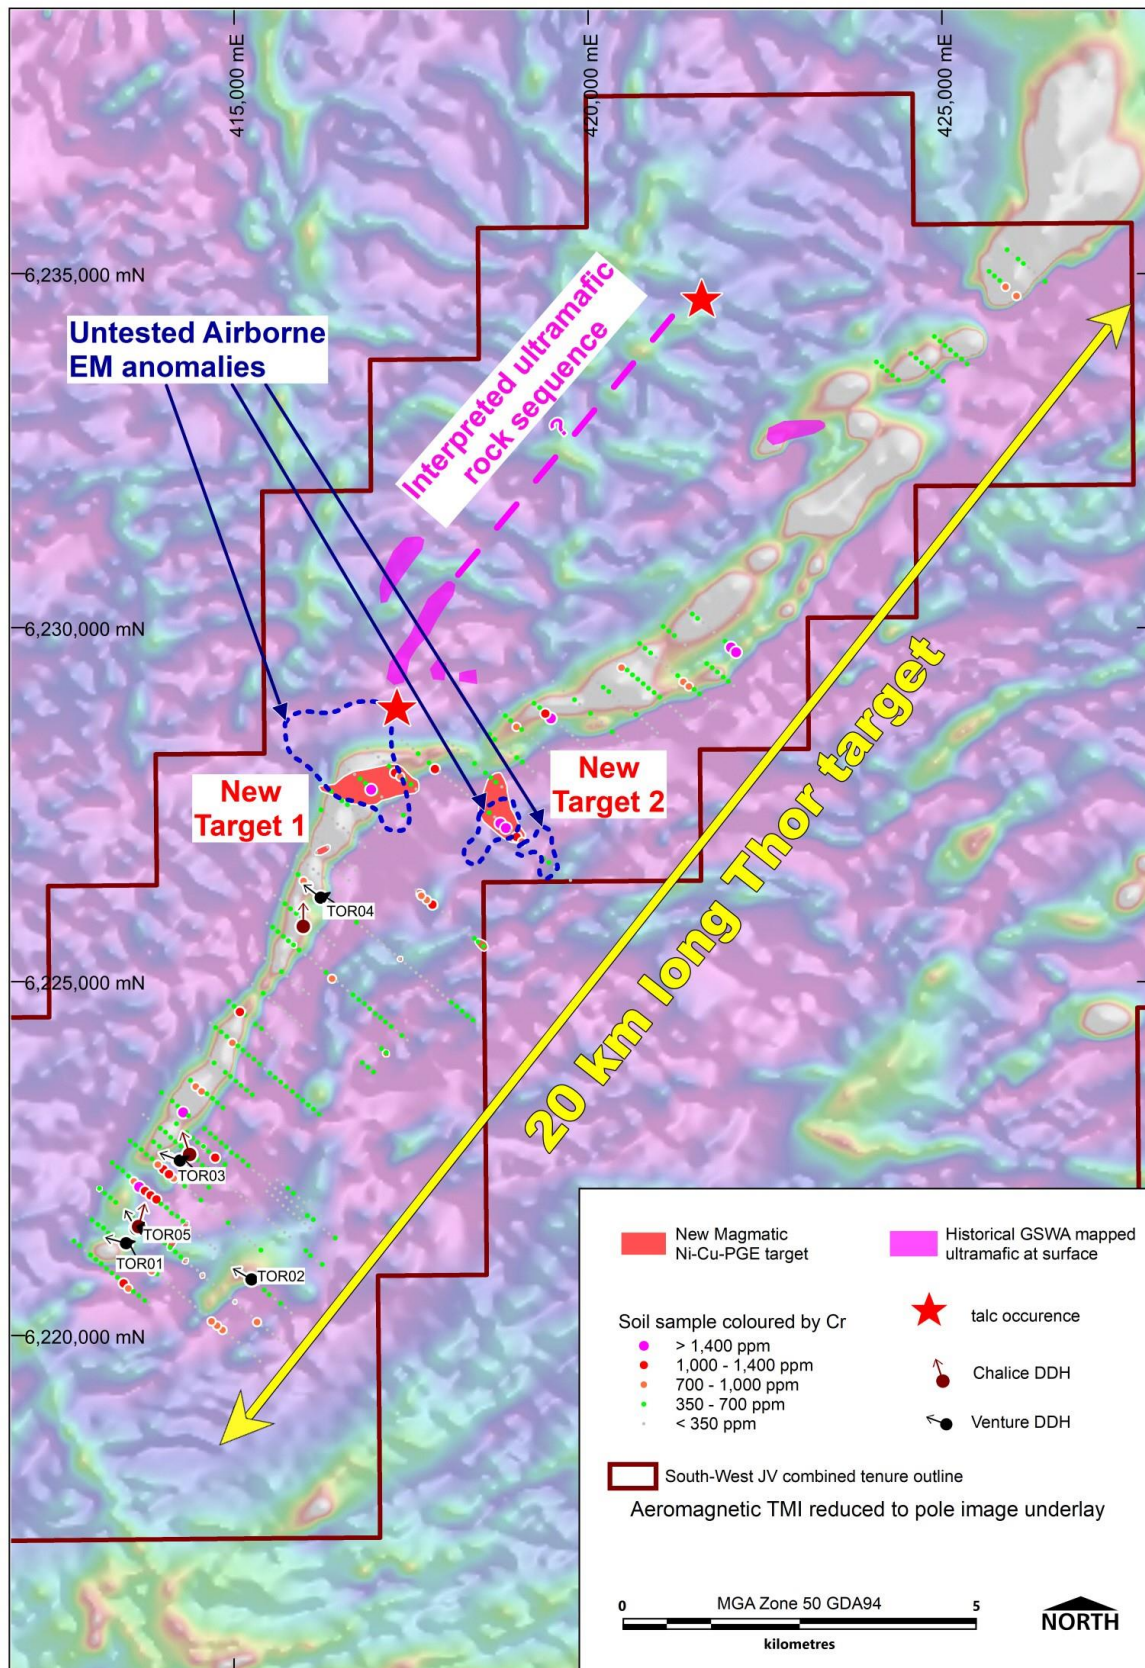 415,000 mE
420,000 mE
425,000 mE
6,235,000 mN
Untested Airborne
EM anomalies
Interpreted ultramafic
rock sequence
?
6,230,000 mN
New
Target 1
New
Target 2
TOR04
6,225,000 mN
20 km long Thor target
TOR03
TOR05
TOR01
TOR02
6,220,000 mN
New Magmatic
Ni-Cu-PGE target
Historical GSWA mapped
ultramafic at surface
Soil sample coloured by Cr
> 1,400 ppm
1,000 - 1,400 ppm
700 - 1,000 ppm
350 - 700 ppm
< 350 ppm
talc occurence
Chalice DDH
Venture DDH
South-West JV combined tenure outline
Aeromagnetic TMI reduced to pole image underlay
0
MGA Zone 50 GDA94
5
kilometres
NORTH